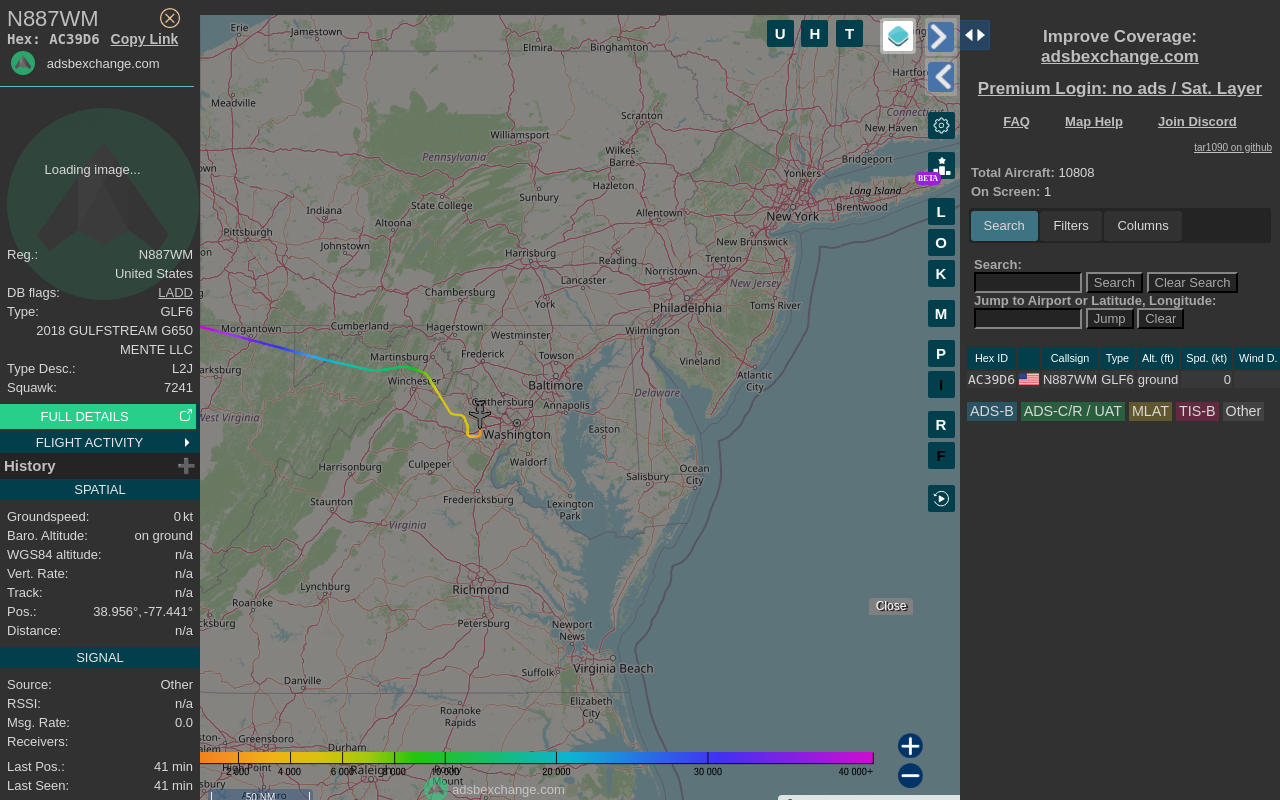 N887WM
Hex: AC39D6 Copy Link
adsbexchange.com
Loading image...
Reg.: N887WM
United States
DB flags: LADD
Type: GLF6
2018 GULFSTREAM G650
MENTE LLC
Type Desc.: L2J
Squawk: 7241
FULL DETAILS
FLIGHT ACTIVITY
History
SPATIAL
Groundspeed: 0 kt
Baro. Altitude: on ground
WGS84 altitude: n/a
Vert. Rate: n/a
Track: n/a
Pos.: 38.956°, -77.441°
Distance: n/a
SIGNAL
Source: Other
RSSI: n/a
Msg. Rate: 0.0
Receivers:
Last Pos.: 41 min
Last Seen: 41 min
Erie
Jamestown
Elmira
Binghamton
Meadville
Scranton
Williamsport
Wilkes-
Barre
Pennsylvania
Hazleton
Sunbury
State College
Indiana
Altoona
Allentown
Pittsburgh
Johnstown
Harrisburg
Reading
Norristown
Lancaster
Chambersburg
York
Philadelphia
New Jersey
Trenton
New Brunswick
New York
Yonkers
Bridgeport
New Haven
Connecticut
Long Island
Brentwood
Toms River
Wilmington
Vineland
Atlantic
City
Morgantown
Cumberland
Hagerstown
Westminster
Martinsburg
Frederick
Towson
Winchester
Baltimore
Delaware
Annapolis
West Virginia
Washington
Easton
Waldorf
Culpeper
Harrisonburg
Fredericksburg
Salisbury
Ocean
City
Staunton
Lexington
Park
Virginia
Lynchburg
Richmond
Roanoke
Petersburg
Newport
News
Virginia Beach
Suffolk
Danville
Elizabeth
City
Roanoke
Rapids
Greensboro
Durham
High Point
Raleigh
Rocky
Mount
2 000
4 000
6 000
8 000
10 000
20 000
30 000
40 000+
50 NM
adsbexchange.com
Close
U H T
BETA
L
O
K
M
P
I
R
F
Improve Coverage:
adsbexchange.com
Premium Login: no ads / Sat. Layer
FAQ Map Help Join Discord
tar1090 on github
Total Aircraft: 10808
On Screen: 1
Search Filters Columns
Search:
Search Clear Search
Jump to Airport or Latitude, Longitude:
Jump Clear
Hex ID Callsign Type Alt. (ft) Spd. (kt) Wind D.
AC39D6 N887WM GLF6 ground 0
ADS-B ADS-C/R / UAT MLAT TIS-B Other